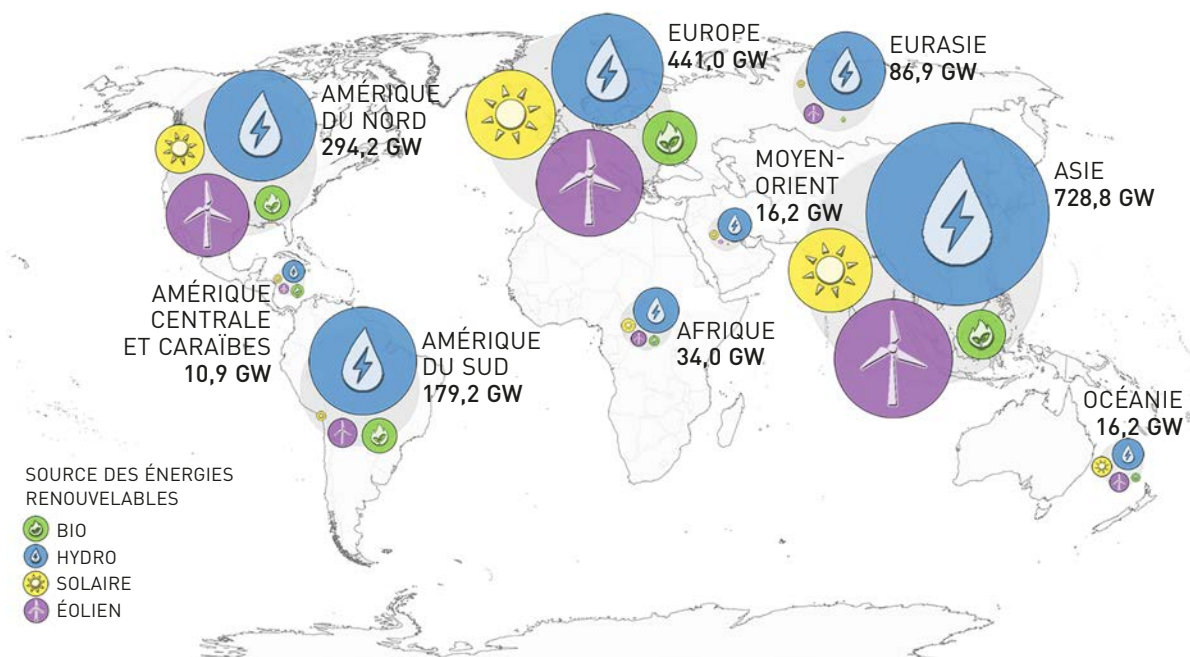 EUROPE
441,0 GW
EURASIE
86,9 GW
AMÉRIQUE
DU NORD
294,2 GW
MOYEN-
ORIENT
16,2 GW
ASIE
728,8 GW
AMÉRIQUE
CENTRALE
ET CARAÏBES
10,9 GW
AMÉRIQUE
DU SUD
179,2 GW
AFRIQUE
34,0 GW
OCÉANIE
16,2 GW
SOURCE DES ÉNERGIES
RENOUVELABLES
BIO
HYDRO
SOLAIRE
ÉOLIEN